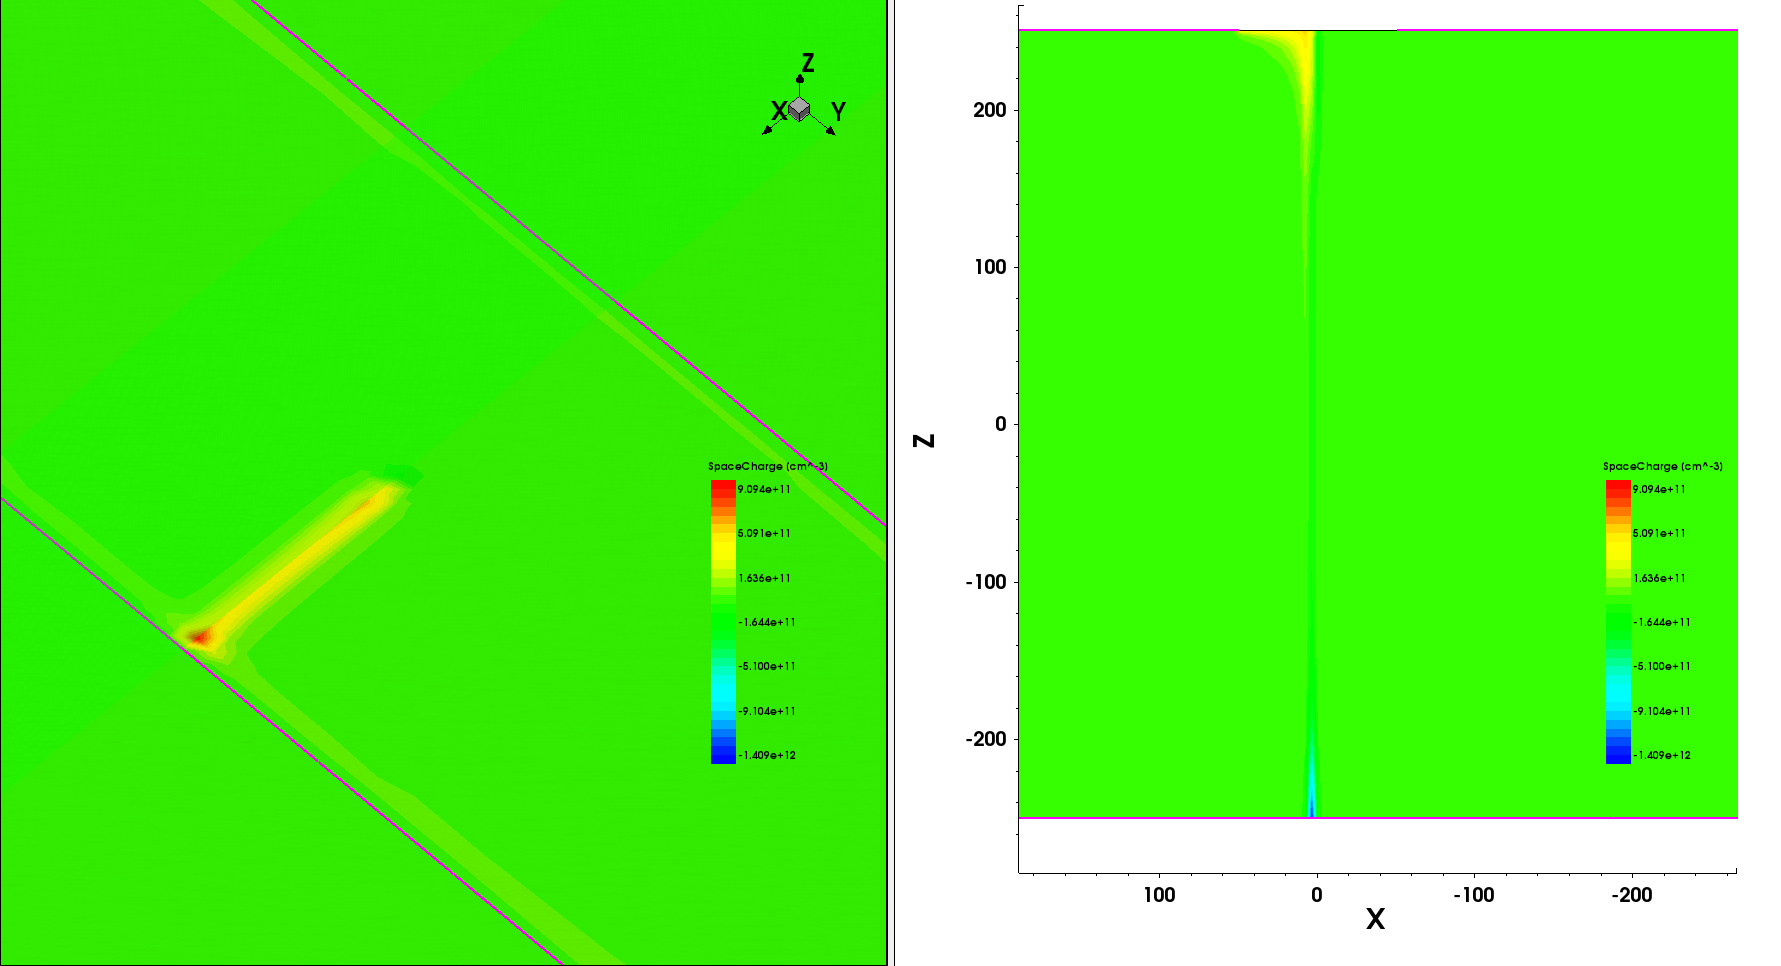 Z
X
Y
SpaceCharge (cm^-3)
9.094e+11
5.091e+11
1.636e+11
-1.644e+11
-5.100e+11
-9.104e+11
-1.409e+12
200
100
0
-100
-200
Z
SpaceCharge (cm^-3)
9.094e+11
5.091e+11
1.636e+11
-1.644e+11
-5.100e+11
-9.104e+11
-1.409e+12
100
0
-100
-200
X